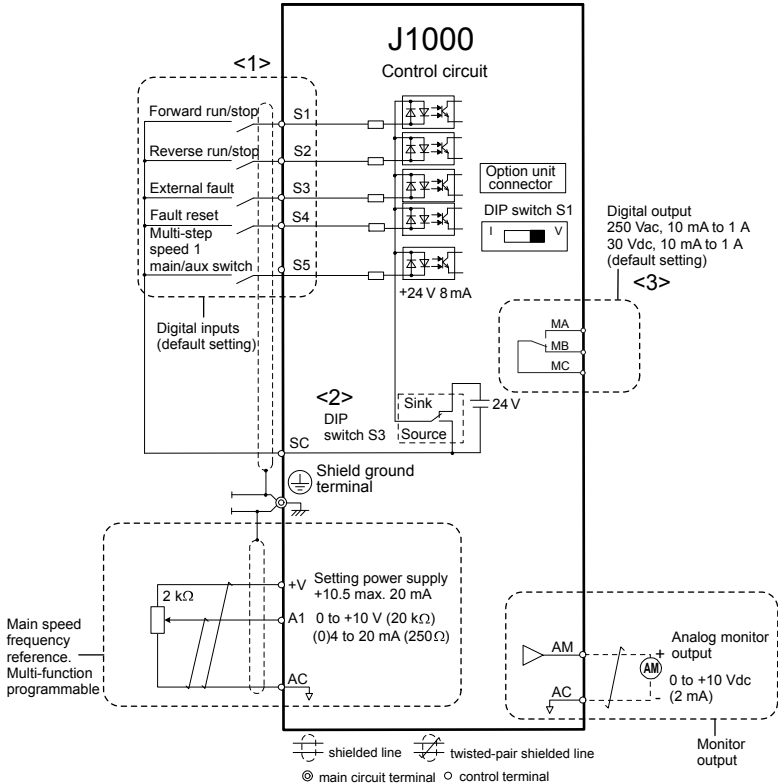 J1000
Control circuit
<1>
Forward run/stop
S1
Reverse run/stop
S2
External fault
S3
Fault reset
S4
Multi-step
speed 1
main/aux switch
S5
Option unit
connector
DIP switch S1
I
V
+24 V 8 mA
Digital inputs
(default setting)
Digital output
250 Vac, 10 mA to 1 A
30 Vdc, 10 mA to 1 A
(default setting)
<3>
MA
MB
MC
<2>
DIP
switch S3
Sink
Source
24 V
SC
Shield ground
terminal
2 kΩ
+V
Setting power supply
+10.5 max. 20 mA
A1
0 to +10 V (20 kΩ)
(0)4 to 20 mA (250Ω)
AC
Main speed
frequency
reference.
Multi-function
programmable
AM
AC
+
AM
-
Analog monitor
output
0 to +10 Vdc
(2 mA)
Monitor
output
shielded line
twisted-pair shielded line
main circuit terminal
control terminal